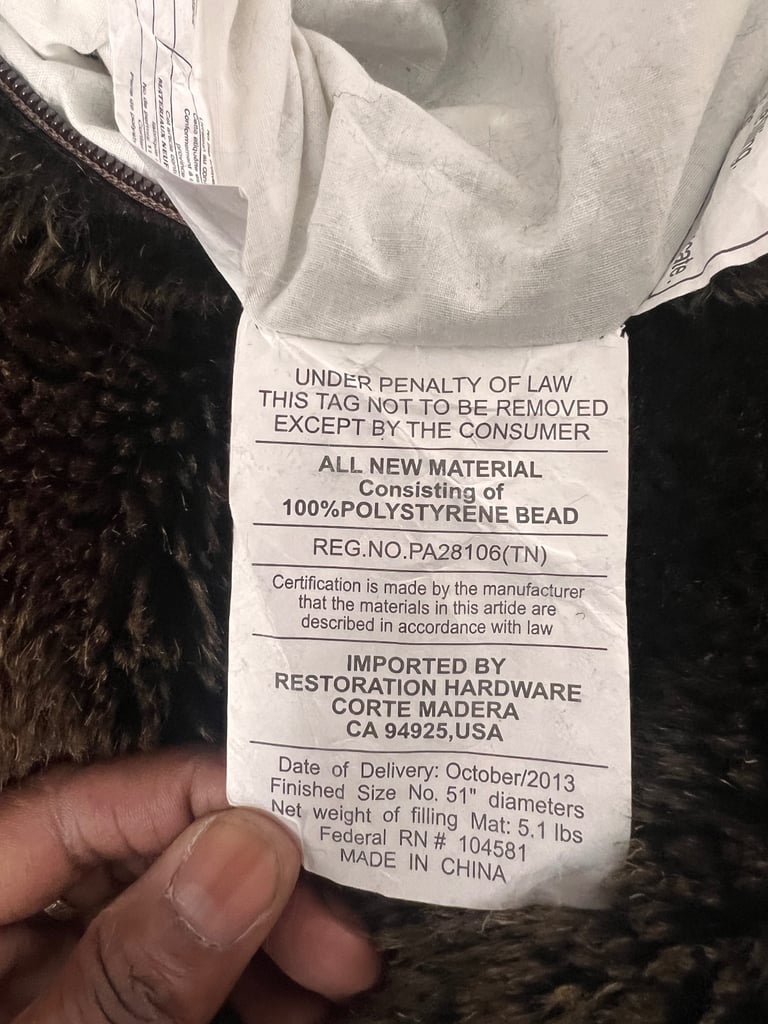 UNDER PENALTY OF LAW
THIS TAG NOT TO BE REMOVED
EXCEPT BY THE CONSUMER
ALL NEW MATERIAL
Consisting of
100%POLYSTYRENE BEAD
REG.NO.PA28106(TN)
Certification is made by the manufacturer
that the materials in this artide are
described in accordance with law
IMPORTED BY
RESTORATION HARDWARE
CORTE MADERA
CA 94925,USA
Date of Delivery: October/2013
Finished Size No. 51" diameters
Net weight of filling Mat: 5.1 lbs
Federal RN # 104581
MADE IN CHINA